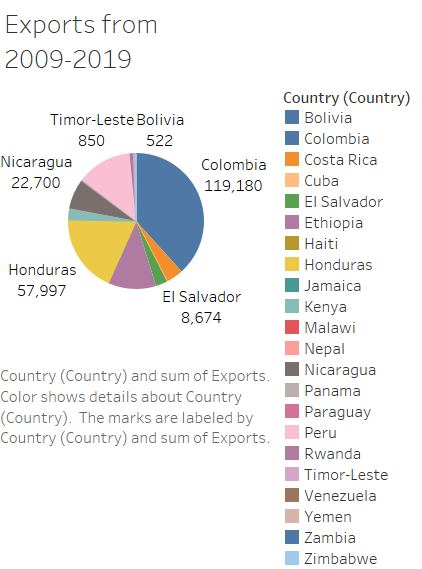 Exports from
2009-2019
Country (Country)
Bolivia
Colombia
Costa Rica
Cuba
El Salvador
Ethiopia
Haiti
Honduras
Jamaica
Kenya
Malawi
Nepal
Nicaragua
Panama
Paraguay
Peru
Rwanda
Timor-Leste
Venezuela
Yemen
Zambia
Zimbabwe
Timor-Leste
850
Bolivia
522
Nicaragua
22,700
Colombia
119,180
Honduras
57,997
El Salvador
8,674
Country (Country) and sum of Exports.
Color shows details about Country
(Country). The marks are labeled by
Country (Country) and sum of Exports.